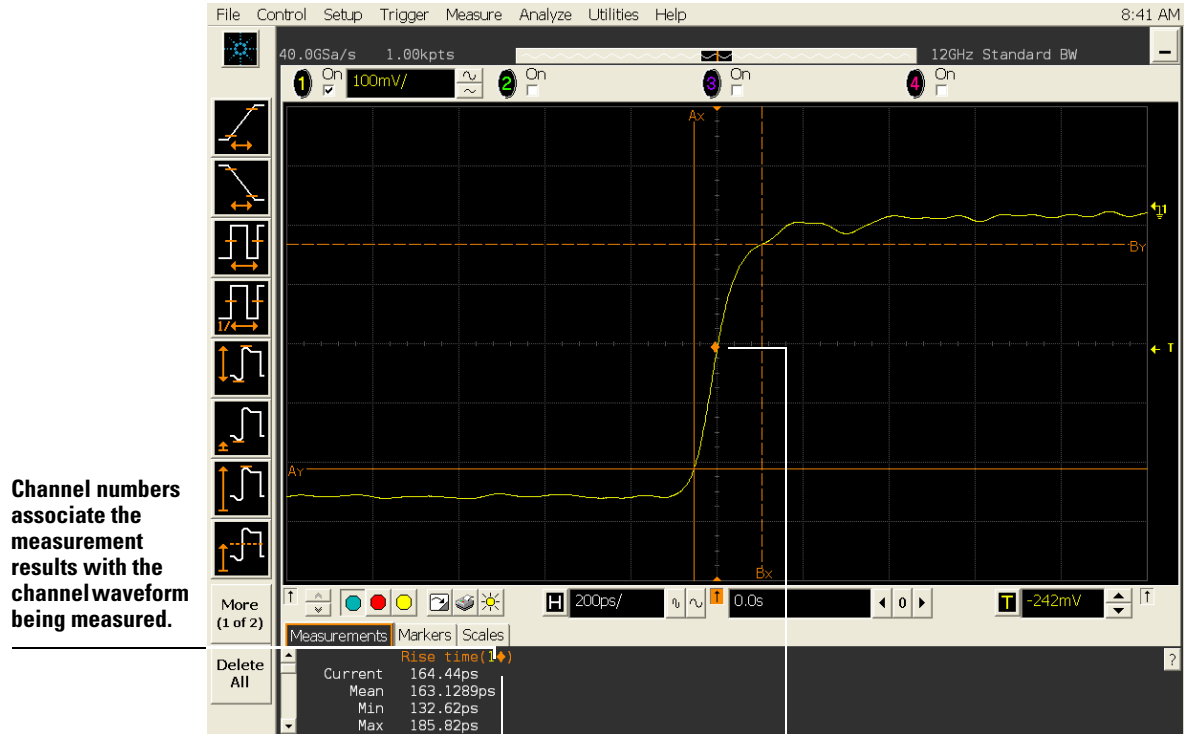 File Control Setup Trigger Measure Analyze Utilities Help 8:41 AM
40.0GSa/s 1.00kpts 12GHz Standard BW
1 On 100mV/ 2 On 3 On 4 On
Ax
1
By
T
Ay
Bx
1/
Channel numbers
associate the
measurement
results with the
channel waveform
being measured.
More
(1 of 2)
Delete
All
H 200ps/ 0.0s 0 T -242mV
Measurements Markers Scales
Rise time(1)
?
Current 164.44ps
Mean 163.1289ps
Min 132.62ps
Max 185.82ps